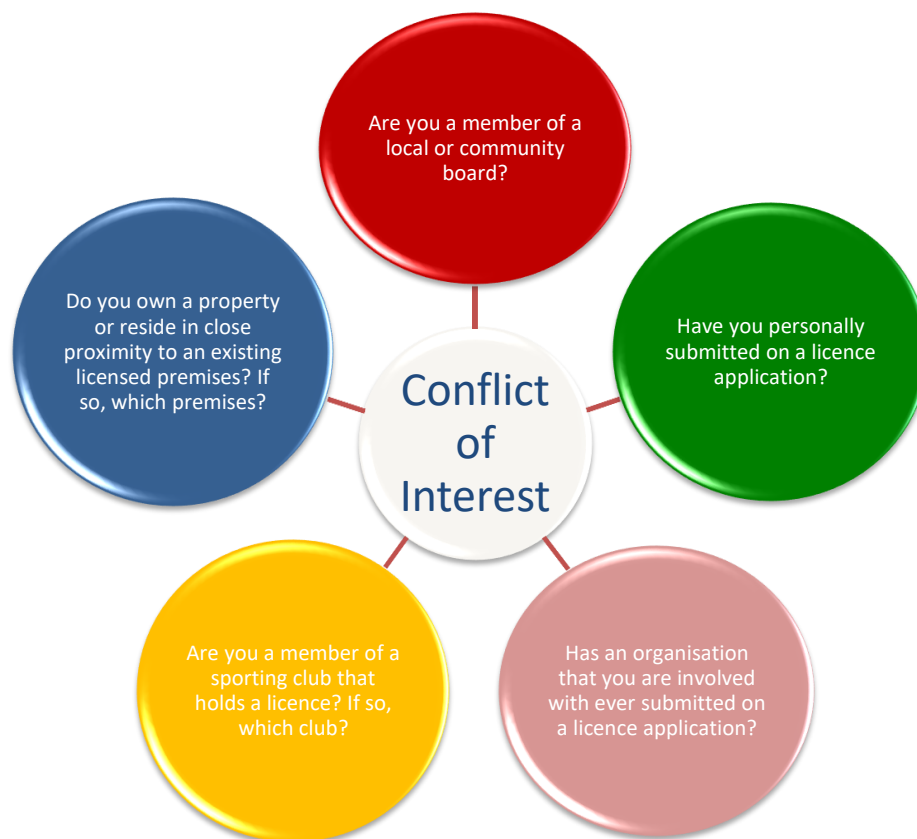 Are you a member of a
local or community
board?
Do you own a property
or reside in close
proximity to an existing
licensed premises? If
so, which premises?
Have you personally
submitted on a licence
application?
Conflict
of
Interest
Are you a member of a
sporting club that
holds a licence? If so,
which club?
Has an organisation
that you are involved
with ever submitted on
a licence application?